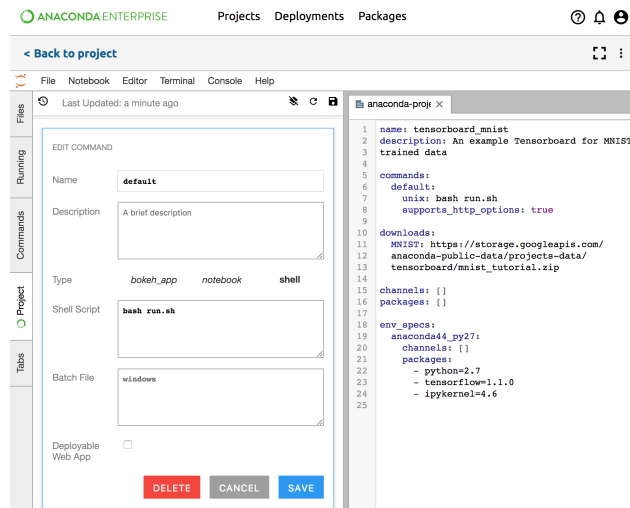 ANACONDA ENTERPRISE
Projects Deployments Packages
< Back to project
File Notebook Editor Terminal Console Help
Files
Running
Commands
Project
Tabs
Last Updated: a minute ago
EDIT COMMAND
Name
default
Description
A brief description
Type
bokeh_app notebook shell
Shell Script
bash run.sh
Batch File
windows
Deployable
Web App
DELETE CANCEL SAVE
anaconda-proje
1 name: tensorboard_mnist
2 description: An example Tensorboard for MNIST
3 trained data
4
5 commands:
6 default:
7 unix: bash run.sh
8 supports_http_options: true
9
10 downloads:
11 MNIST: https://storage.googleapis.com/
12 anaconda-public-data/projects-data/
13 tensorboard/mnist_tutorial.zip
14
15 channels: []
16 packages: []
17
18 env_specs:
19 anaconda44_py27:
20 channels: []
21 packages:
22 - python=2.7
23 - tensorflow=1.1.0
24 - ipykernel=4.6
25